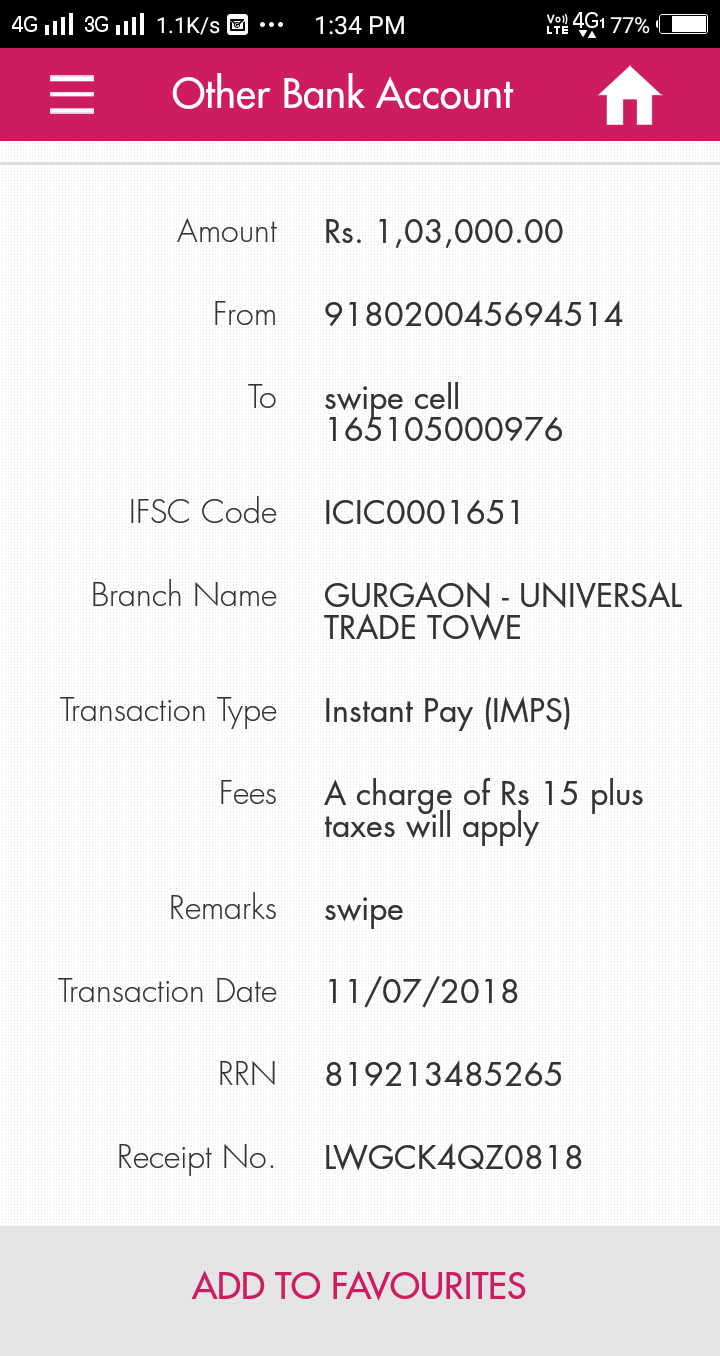 4G 3G 1.1K/s ••• 1:34 PM VoLTE 4G1 77%
Other Bank Account
Amount Rs. 1,03,000.00
From 918020045694514
To swipe cell
165105000976
IFSC Code ICIC0001651
Branch Name GURGAON - UNIVERSAL
TRADE TOWE
Transaction Type Instant Pay (IMPS)
Fees A charge of Rs 15 plus
taxes will apply
Remarks swipe
Transaction Date 11/07/2018
RRN 819213485265
Receipt No. LWGCK4QZ0818
ADD TO FAVOURITES